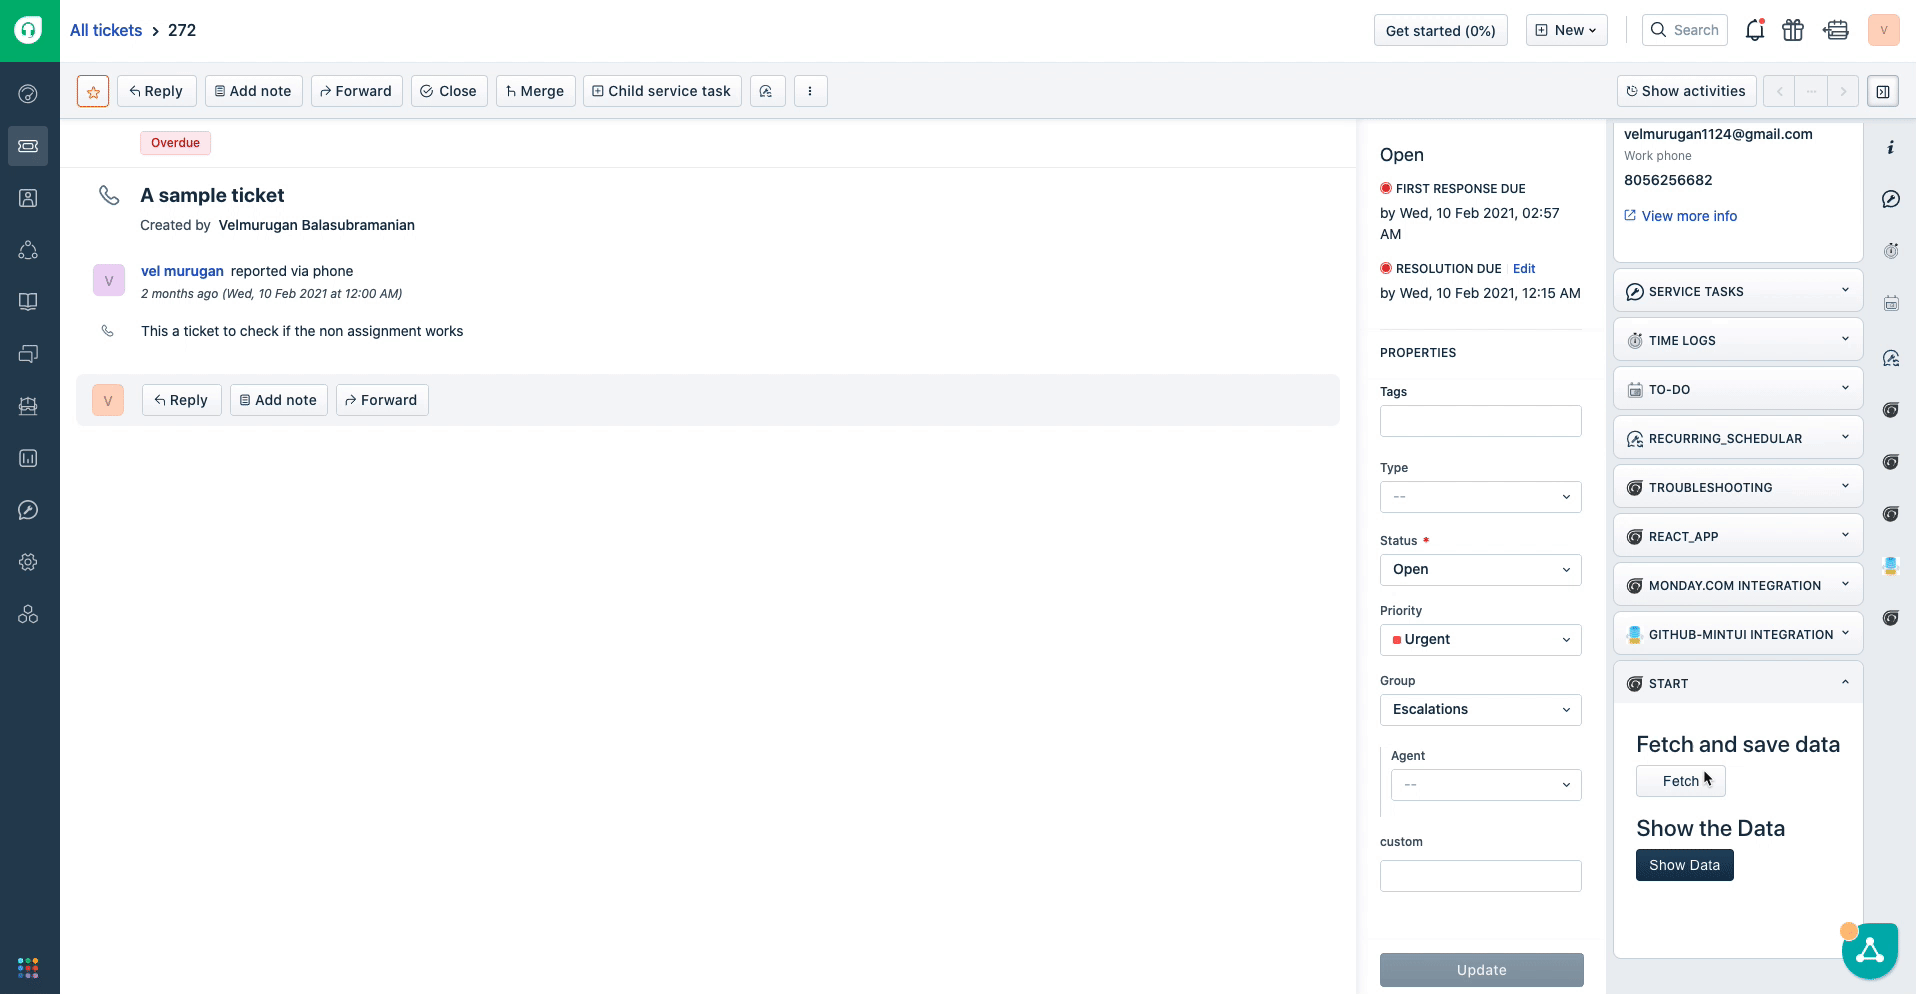 All tickets > 272
Get started (0%)
New
Search
V
Reply
Add note
Forward
Close
Merge
Child service task
Show activities
Overdue
A sample ticket
Created by Velmurugan Balasubramanian
V
vel murugan reported via phone
2 months ago (Wed, 10 Feb 2021 at 12:00 AM)
This a ticket to check if the non assignment works
V
Reply
Add note
Forward
Open
FIRST RESPONSE DUE
by Wed, 10 Feb 2021, 02:57
AM
RESOLUTION DUE Edit
by Wed, 10 Feb 2021, 12:15 AM
PROPERTIES
Tags
Type
--
Status *
Open
Priority
Urgent
Group
Escalations
Agent
--
custom
Update
velmurugan1124@gmail.com
Work phone
8056256682
View more info
SERVICE TASKS
TIME LOGS
TO-DO
RECURRING_SCHEDULAR
TROUBLESHOOTING
REACT_APP
MONDAY.COM INTEGRATION
GITHUB-MINTUI INTEGRATION
START
Fetch and save data
Fetch
Show the Data
Show Data